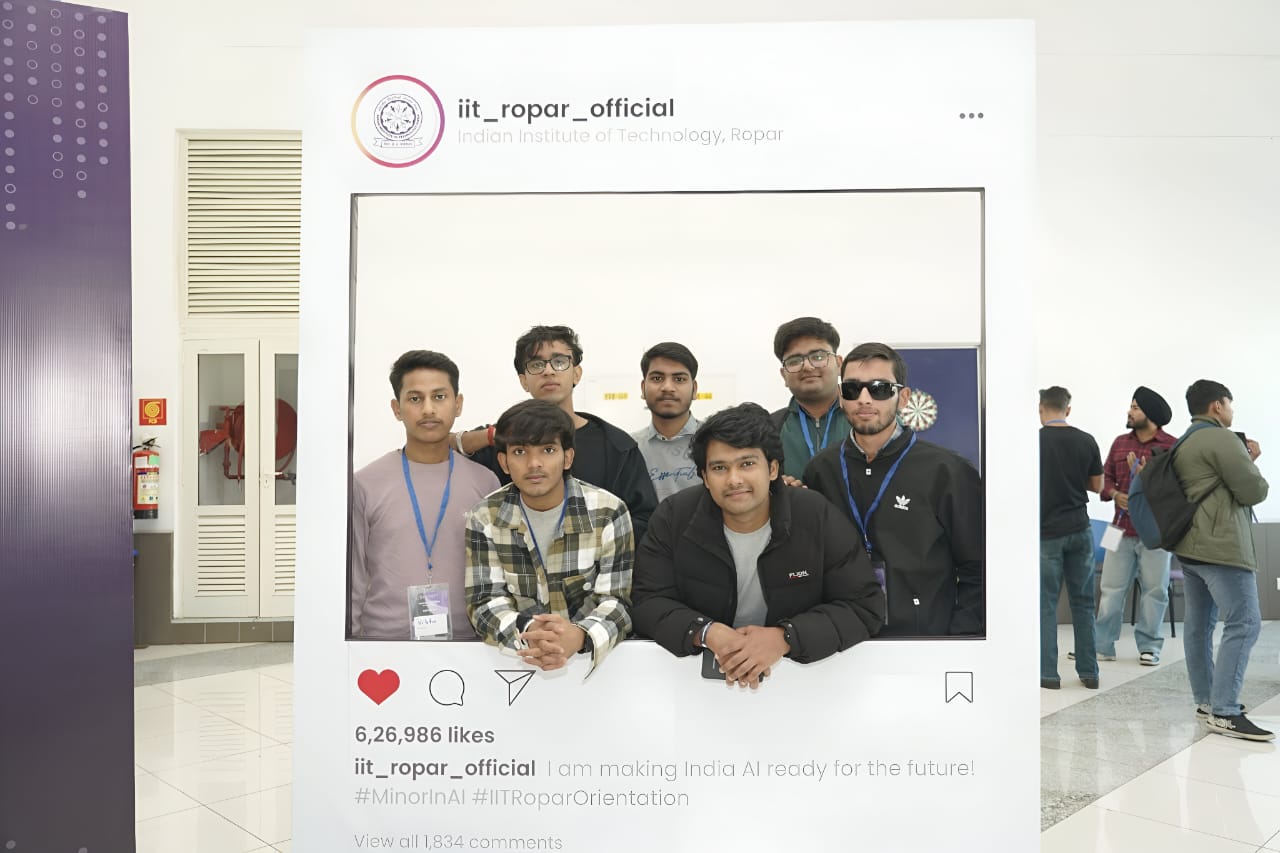 iit_ropar_official
Indian Institute of Technology, Ropar
adidas
6,26,986 likes
iit_ropar_official I am making India AI ready for the future!
#MinorInAI #IITRoparOrientation
View all 1,834 comments